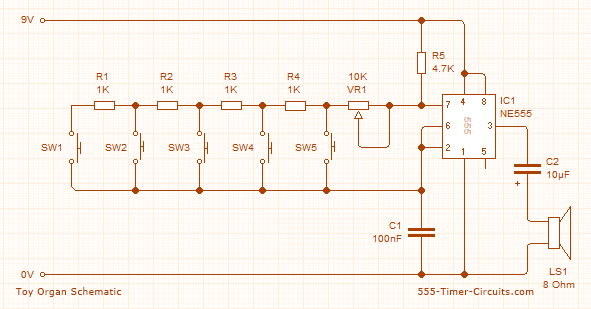 9V
R5
4.7K
R1
1K
R2
1K
R3
1K
R4
1K
10K
VR1
IC1
NE555
7
4
8
6
555
3
2
1
5
SW1
SW2
SW3
SW4
SW5
C2
10µF
+
C1
100nF
0V
LS1
8 Ohm
Toy Organ Schematic
555-Timer-Circuits.com